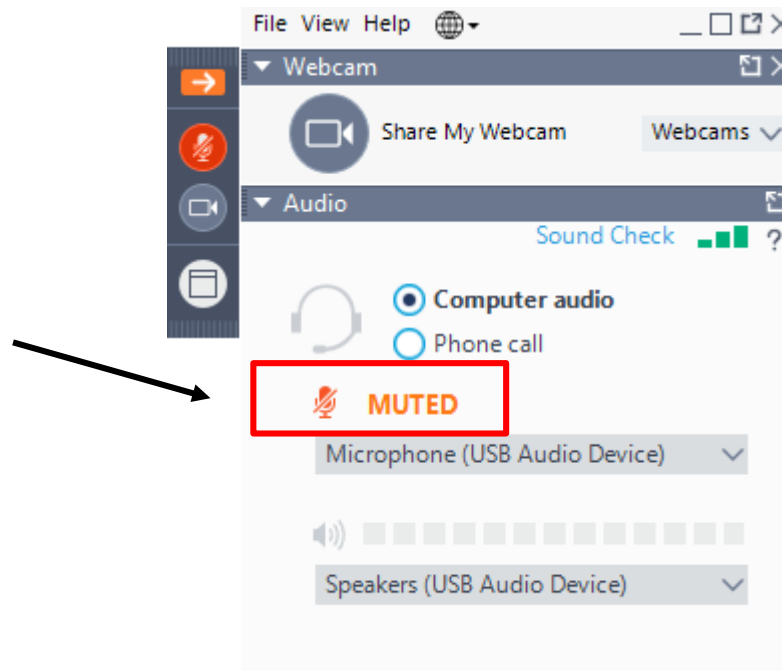 File View Help
Webcam
Share My Webcam
Webcams
Audio
Sound Check
?
Computer audio
Phone call
MUTED
Microphone (USB Audio Device)
Speakers (USB Audio Device)